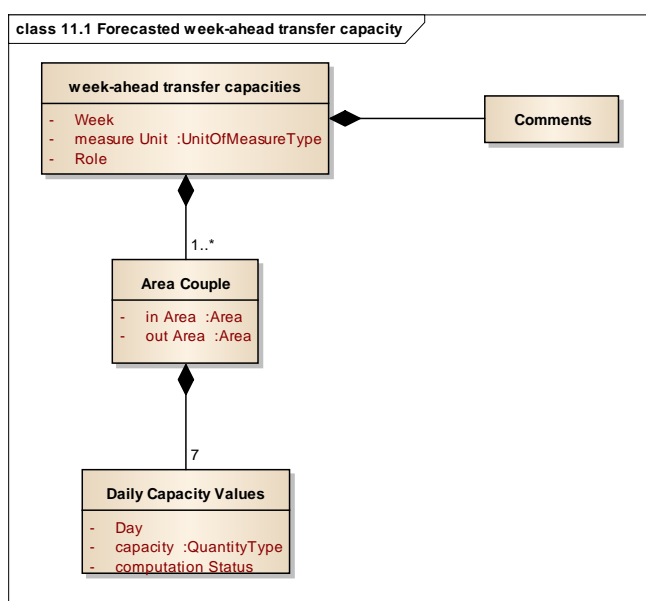 class 11.1 Forecasted week-ahead transfer capacity
week-ahead transfer capacities
- Week
- measure Unit :UnitOfMeasureType
- Role
Comments
1..*
Area Couple
- in Area :Area
- out Area :Area
7
Daily Capacity Values
- Day
- capacity :QuantityType
- computation Status